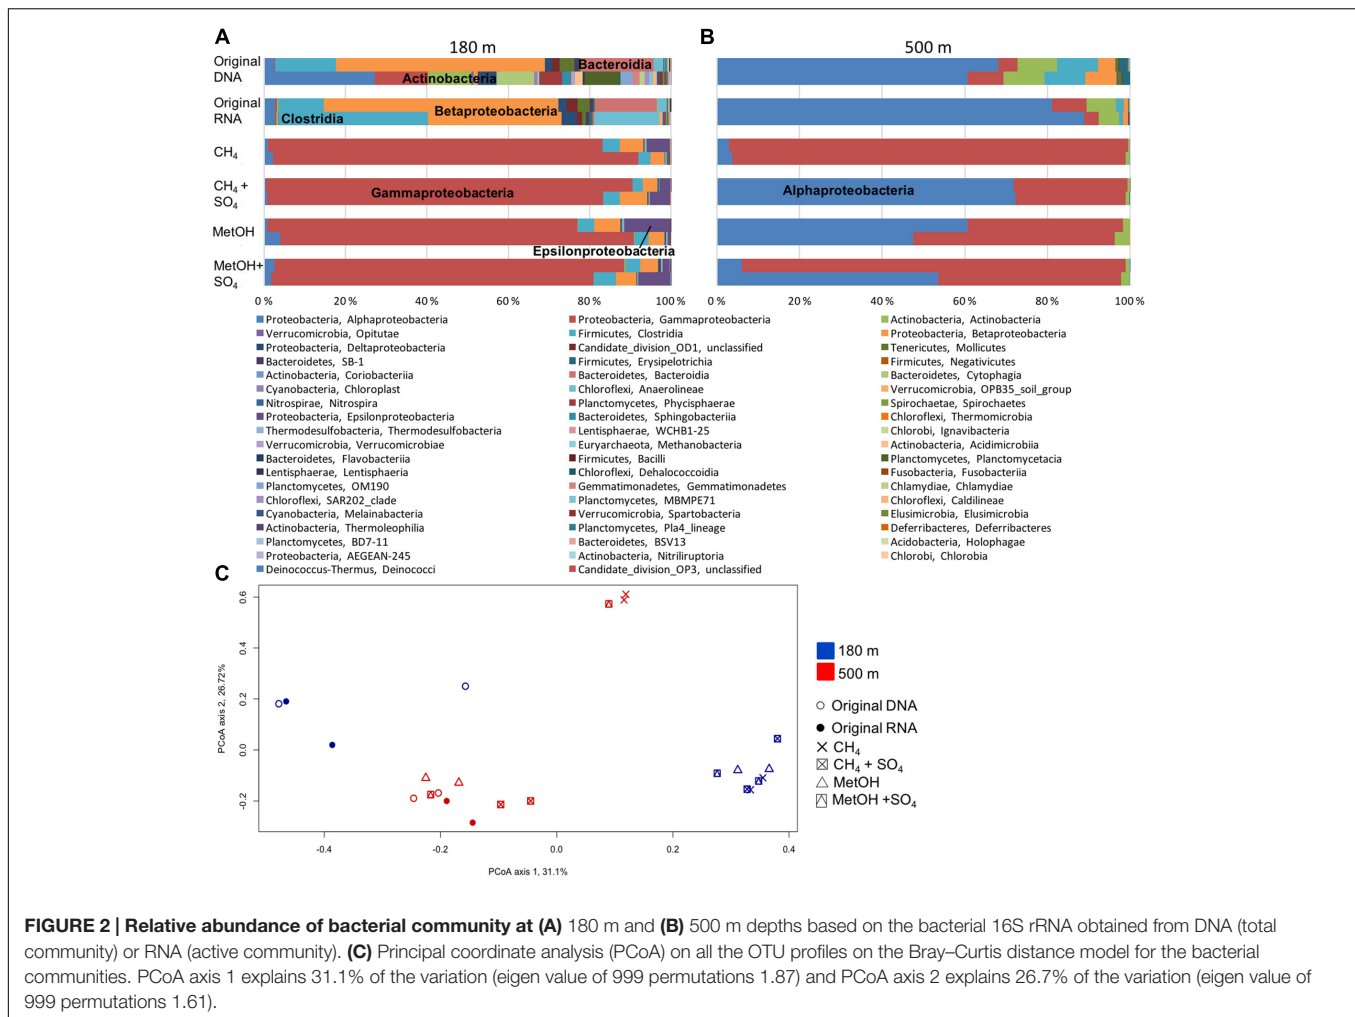 A
180 m
B
500 m
Original DNA
Bacteroidia
Actinobacteria
Original RNA
Betaproteobacteria
Clostridia
CH4
CH4 + SO4
Gammaproteobacteria
Alphaproteobacteria
MetOH
Epsilonproteobacteria
MetOH+ SO4
0 % 20 % 40 % 60 % 80 % 100 %
0 % 20 % 40 % 60 % 80 % 100 %
Proteobacteria, Alphaproteobacteria
Proteobacteria, Gammaproteobacteria
Actinobacteria, Actinobacteria
Verrucomicrobia, Opitutae
Firmicutes, Clostridia
Proteobacteria, Betaproteobacteria
Proteobacteria, Deltaproteobacteria
Candidate_division_OD1, unclassified
Tenericutes, Mollicutes
Bacteroidetes, SB-1
Firmicutes, Erysipelotrichia
Firmicutes, Negativicutes
Actinobacteria, Coriobacteriia
Bacteroidetes, Bacteroidia
Bacteroidetes, Cytophagia
Cyanobacteria, Chloroplast
Chloroflexi, Anaerolineae
Verrucomicrobia, OPB35_soil_group
Nitrospirae, Nitrospira
Planctomycetes, Phycisphaerae
Spirochaetae, Spirochaetes
Proteobacteria, Epsilonproteobacteria
Bacteroidetes, Sphingobacteriia
Chloroflexi, Thermomicrobia
Thermodesulfobacteria, Thermodesulfobacteria
Lentisphaerae, WCHB1-25
Chlorobi, Ignavibacteria
Verrucomicrobia, Verrucomicrobiae
Euryarchaeota, Methanobacteria
Actinobacteria, Acidimicrobiia
Bacteroidetes, Flavobacteriia
Firmicutes, Bacilli
Planctomycetes, Planctomycetacia
Lentisphaerae, Lentisphaeria
Chloroflexi, Dehalococcoidia
Fusobacteria, Fusobacteriia
Planctomycetes, OM190
Gemmatimonadetes, Gemmatimonadetes
Chlamydiae, Chlamydiae
Chloroflexi, SAR202_clade
Planctomycetes, MBMPE71
Chloroflexi, Caldilineae
Cyanobacteria, Melainabacteria
Verrucomicrobia, Spartobacteria
Elusimicrobia, Elusimicrobia
Actinobacteria, Thermoleophilia
Planctomycetes, Pla4_lineage
Deferribacteres, Deferribacteres
Planctomycetes, BD7-11
Bacteroidetes, BSV13
Acidobacteria, Holophagae
Proteobacteria, AEGEAN-245
Actinobacteria, Nitriliruptoria
Chlorobi, Chlorobia
Deinococcus-Thermus, Deinococci
Candidate_division_OP3, unclassified
C
PCoA axis 2, 26.72%
0.6
0.4
0.2
0.0
-0.2
-0.4 -0.2 0.0 0.2 0.4
PCoA axis 1, 31.1%
180 m
500 m
Original DNA
Original RNA
CH4
CH4 + SO4
MetOH
MetOH +SO4
FIGURE 2 | Relative abundance of bacterial community at (A) 180 m and (B) 500 m depths based on the bacterial 16S rRNA obtained from DNA (total
community) or RNA (active community). (C) Principal coordinate analysis (PCoA) on all the OTU profiles on the Bray–Curtis distance model for the bacterial
communities. PCoA axis 1 explains 31.1% of the variation (eigen value of 999 permutations 1.87) and PCoA axis 2 explains 26.7% of the variation (eigen value of
999 permutations 1.61).